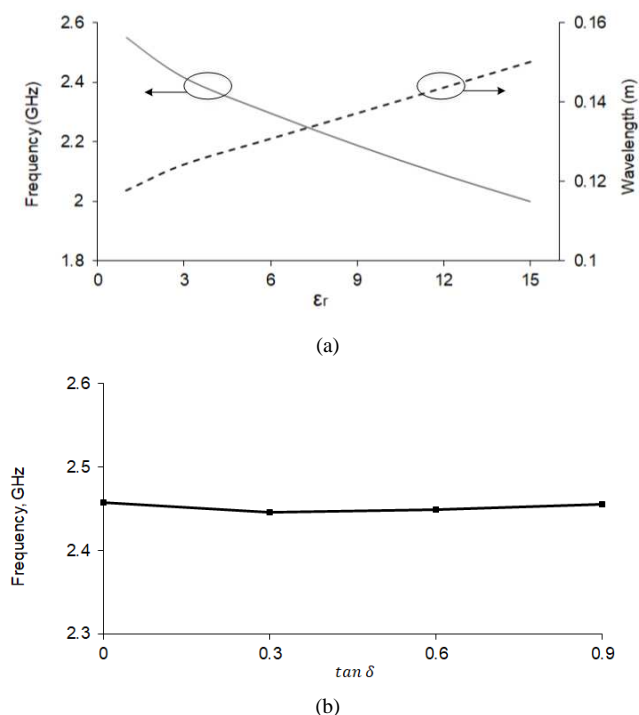 2.6
2.4
2.2
2
1.8
Frequency (GHz)
0.16
0.14
0.12
0.1
Wavelength (m)
0 3 6 9 12 15
εr
(a)
2.6
2.5
2.4
2.3
Frequency, GHz
0 0.3 0.6 0.9
tan δ
(b)